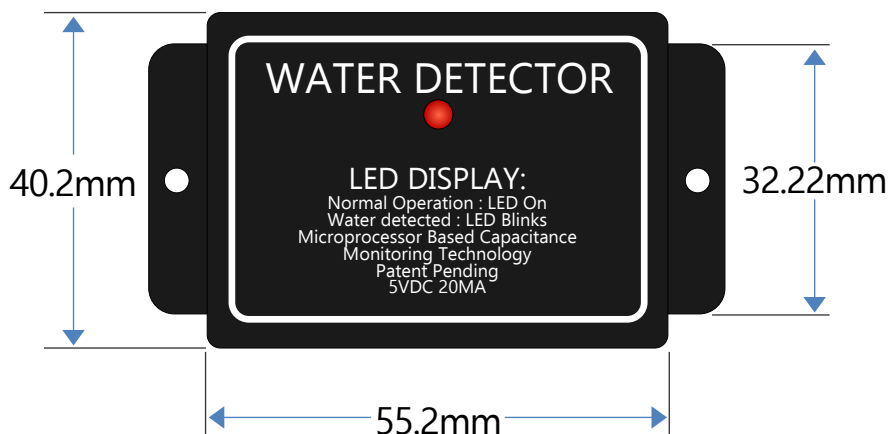 WATER DETECTOR
40.2mm
32.22mm
LED DISPLAY:
Normal Operation : LED On
Water detected : LED Blinks
Microprocessor Based Capacitance
Monitoring Technology
Patent Pending
5VDC 20MA
55.2mm